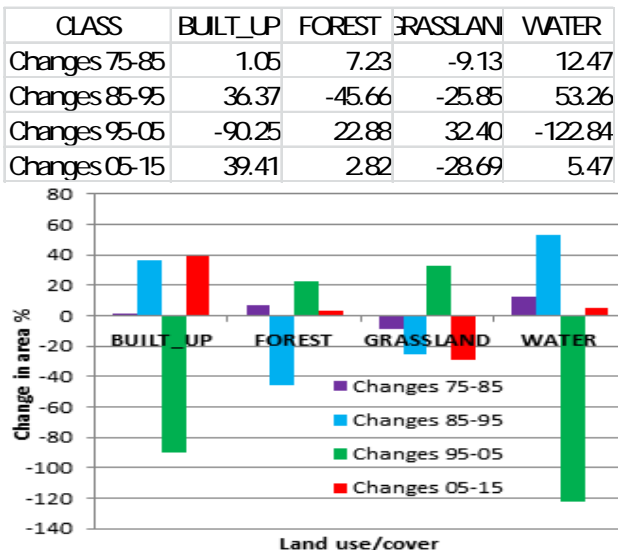 CLASS BUILT_UP FOREST GRASSLAN WATER
Changes 75-85 1.05 7.23 -9.13 12.47
Changes 85-95 36.37 -45.66 -25.85 53.26
Changes 95-05 -90.25 22.88 32.40 -122.84
Changes 05-15 39.41 2.82 -28.69 5.47
80
60
40
20
0
-20
-40
-60
-80
-100
-120
-140
Change in area %
BUILT_UP FOREST GRASSLAND WATER
Changes 75-85
Changes 85-95
Changes 95-05
Changes 05-15
Land use/cover